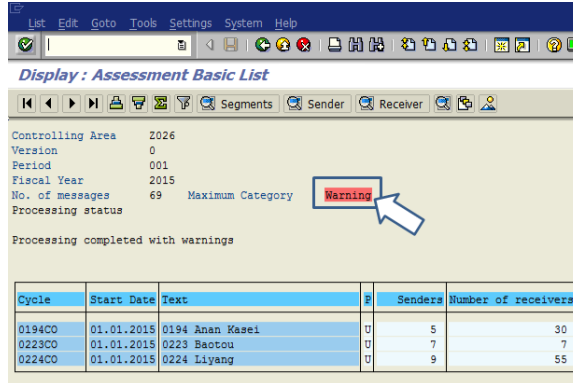 List Edit Goto Tools Settings System Help
Display : Assessment Basic List
Segments Sender Receiver
Controlling Area Z026
Version 0
Period 001
Fiscal Year 2015
No. of messages 69 Maximum Category Warning
Processing status
Processing completed with warnings
Cycle Start Date Text P Senders Number of receivers
0194CO 01.01.2015 0194 Anan Kasei U 5 30
0223CO 01.01.2015 0223 Baotou U 7 7
0224CO 01.01.2015 0224 Liyang U 9 55